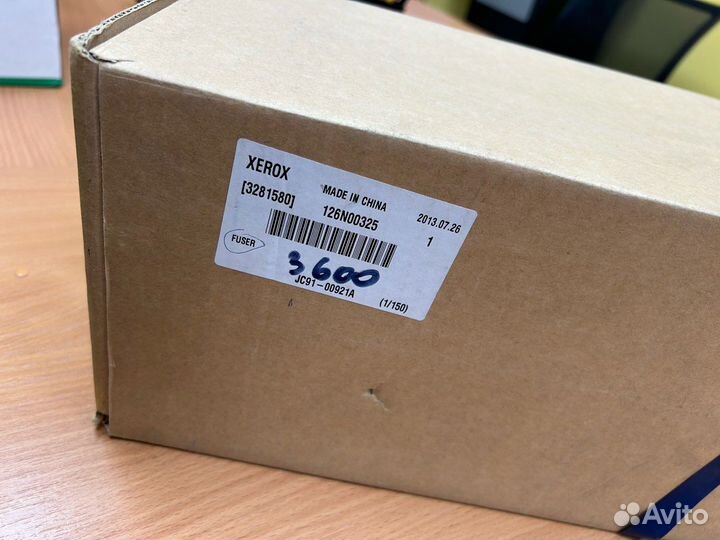 XEROX
[3281580]
MADE IN CHINA
126N00325
2013.07.26
1
FUSER
3600
JC91-00921A
(1/150)
Avito